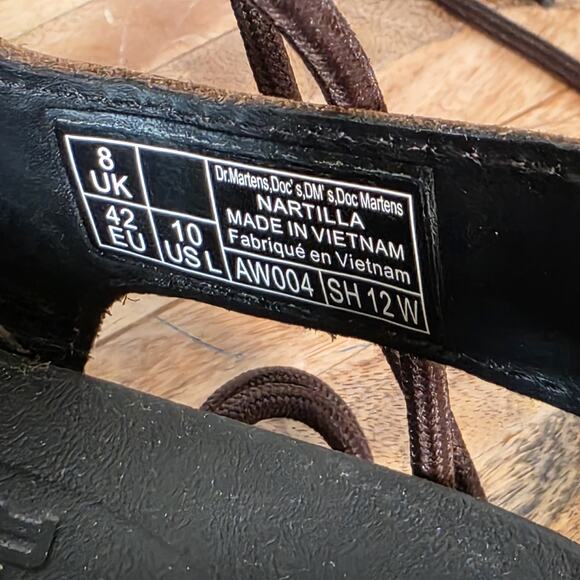 8
UK
42
EU
10
US L
Dr.Martens,Doc's,DM's,Doc Martens
NARTILLA
MADE IN VIETNAM
Fabriqué en Vietnam
AW004
SH 12 W